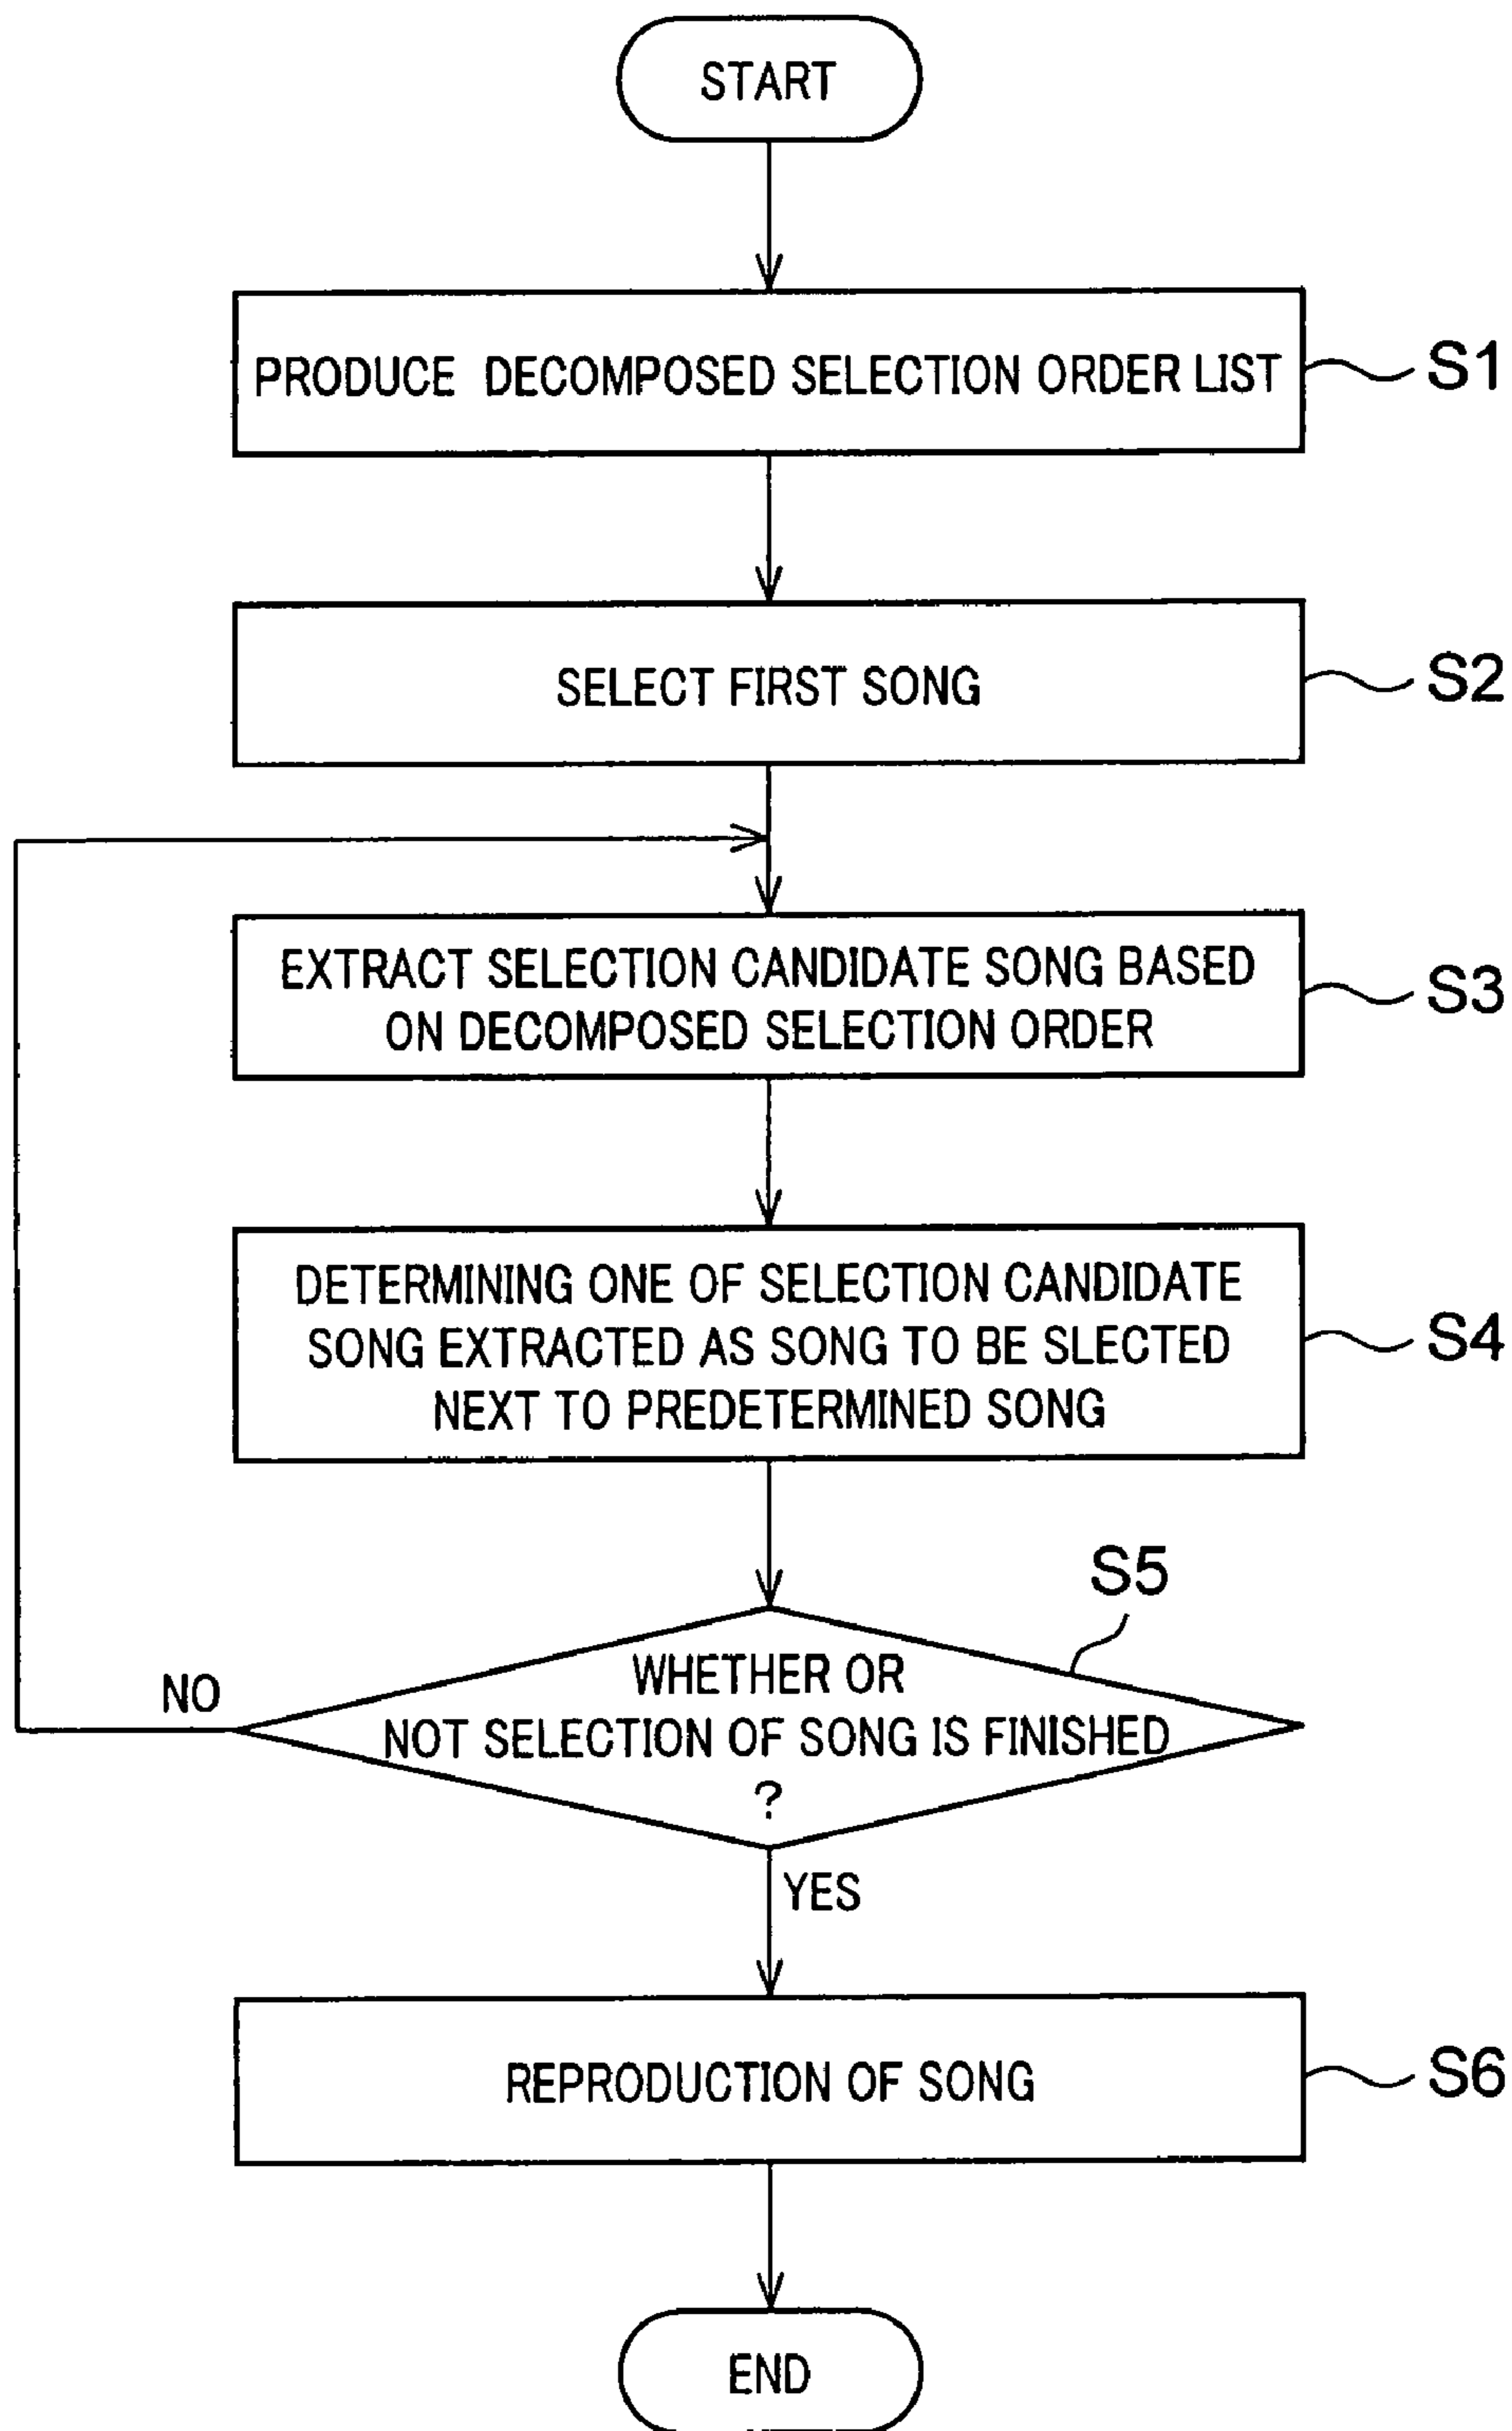 START
PRODUCE DECOMPOSED SELECTION ORDER LIST
S1
SELECT FIRST SONG
S2
EXTRACT SELECTION CANDIDATE SONG BASED
ON DECOMPOSED SELECTION ORDER
S3
DETERMINING ONE OF SELECTION CANDIDATE
SONG EXTRACTED AS SONG TO BE SLECTED
NEXT TO PREDETERMINED SONG
S4
S5
WHETHER OR
NOT SELECTION OF SONG IS FINISHED
?
NO
YES
REPRODUCTION OF SONG
S6
END